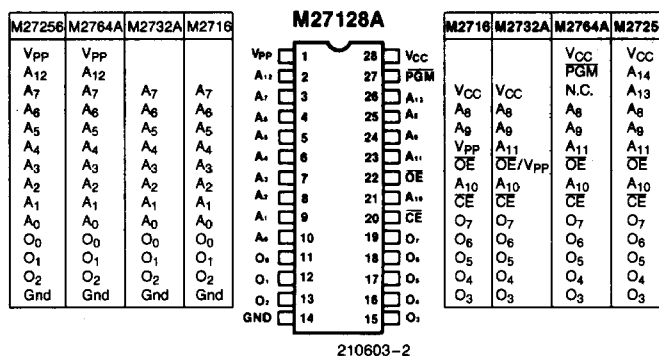 M27128A
M27256 M2764A M2732A M2716
VPP VPP
A12 A12
A7 A7 A7 A7
A6 A6 A6 A6
A5 A5 A5 A5
A4 A4 A4 A4
A3 A3 A3 A3
A2 A2 A2 A2
A1 A1 A1 A1
A0 A0 A0 A0
O0 O0 O0 O0
O1 O1 O1 O1
O2 O2 O2 O2
Gnd Gnd Gnd Gnd
VPP 1 28 VCC
A12 2 27 PGM
A7 3 26 A13
A6 4 25 A8
A5 5 24 A9
A4 6 23 A11
A3 7 22 OE
A2 8 21 A10
A1 9 20 CE
A0 10 19 O7
O0 11 18 O6
O1 12 17 O5
O2 13 16 O4
GND 14 15 O3
M2716 M2732A M2764A M2725
VCC VCC
PGM A14
VCC VCC N.C. A13
A8 A8 A8 A8
A9 A9 A9 A9
VPP A11 A11 A11
OE OE/VPP OE OE
A10 A10 A10 A10
CE CE CE CE
O7 O7 O7 O7
O6 O6 O6 O6
O5 O5 O5 O5
O4 O4 O4 O4
O3 O3 O3 O3
210603-2